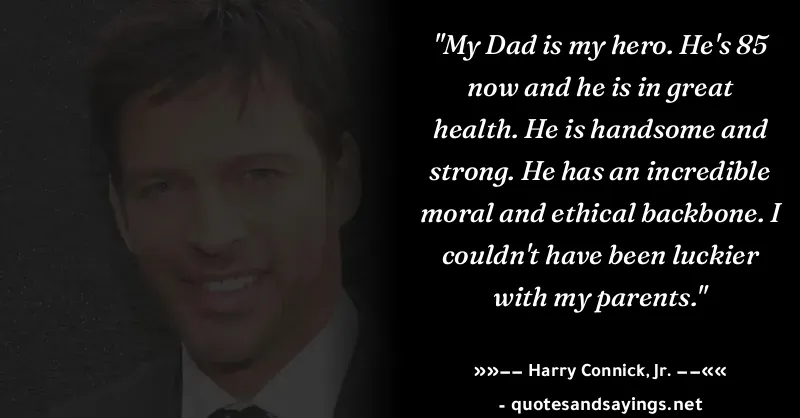 "My Dad is my hero. He's 85
now and he is in great
health. He is handsome and
strong. He has an incredible
moral and ethical backbone. I
couldn't have been luckier
with my parents."
»»–– Harry Connick, Jr. ––««
- quotesandsayings.net